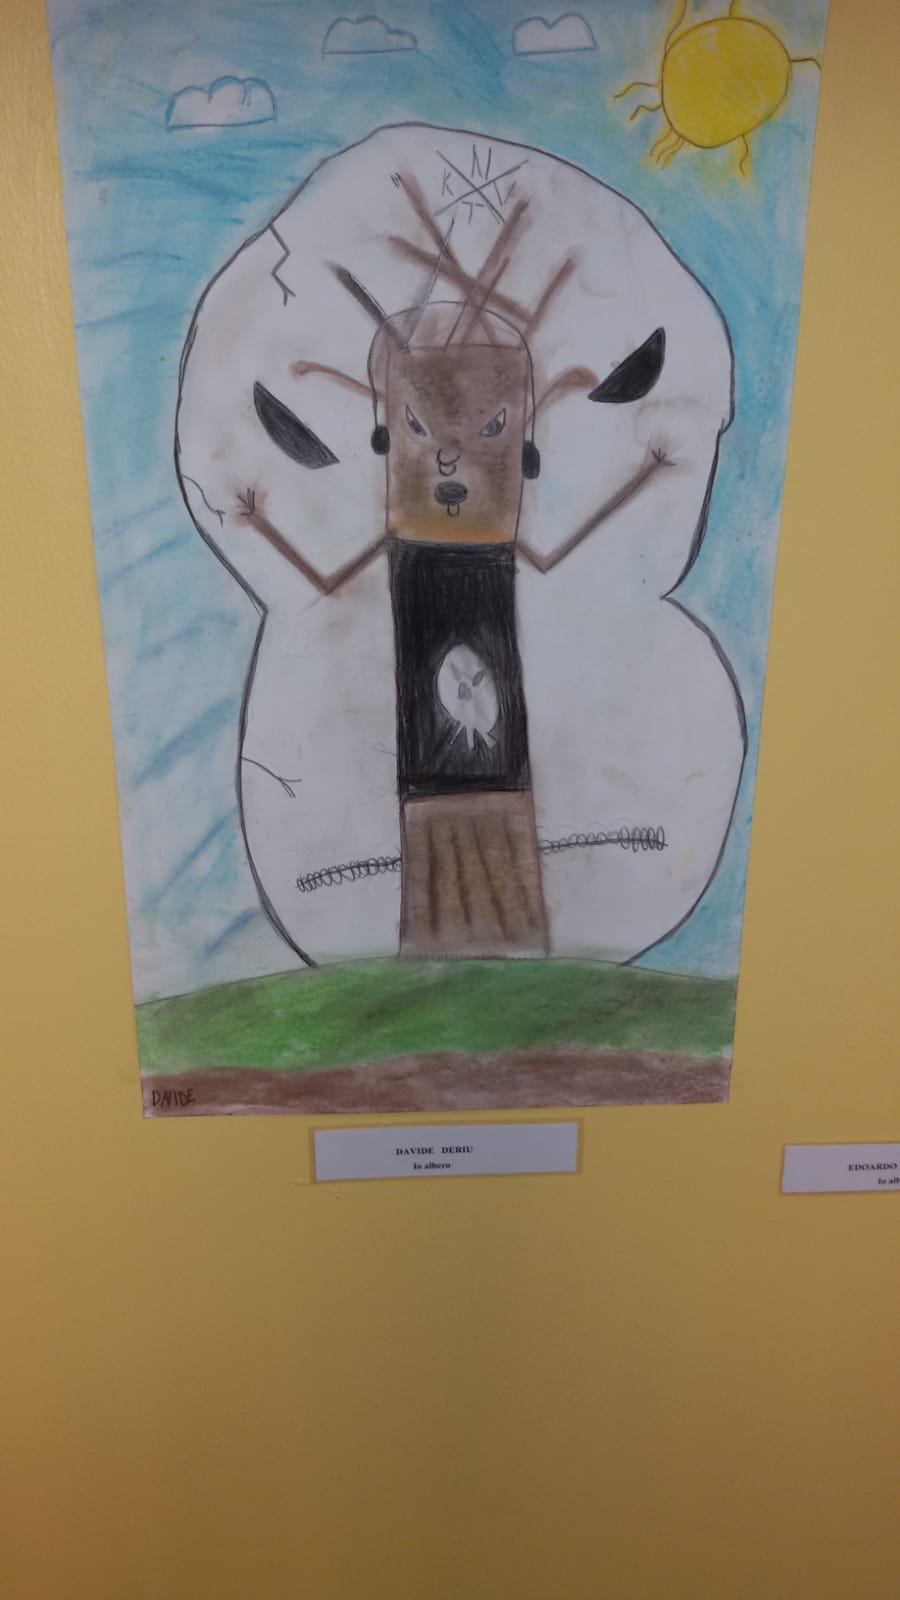 K N L
T
DAVIDE
DAVIDE DERIU
Io albero
EDOARDO